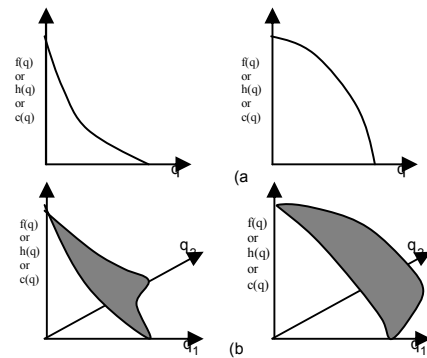 f(q)
or
h(q)
or
c(q)
q
f(q)
or
h(q)
or
c(q)
q
(a
f(q)
or
h(q)
or
c(q)
q2
q1
f(q)
or
h(q)
or
c(q)
q2
q1
(b